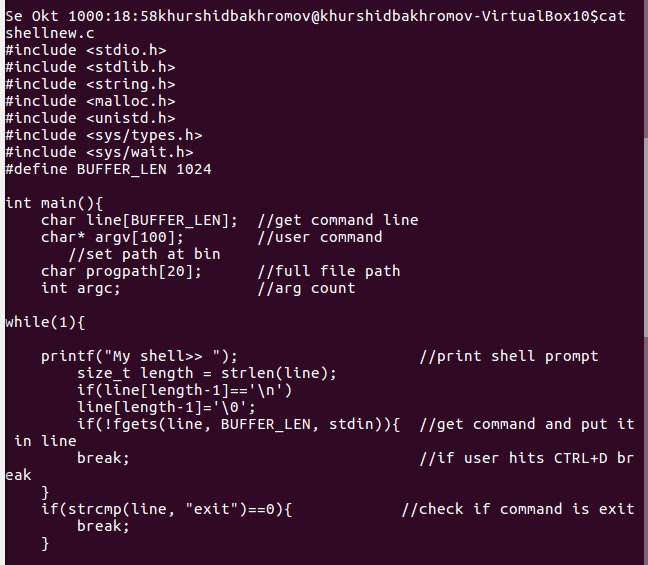 Se Okt 1000:18:58khurshidbakhromov@khurshidbakhromov-VirtualBox10$cat
shellnew.c
#include <stdio.h>
#include <stdlib.h>
#include <string.h>
#include <malloc.h>
#include <unistd.h>
#include <sys/types.h>
#include <sys/wait.h>
#define BUFFER_LEN 1024

int main(){
    char line[BUFFER_LEN];  //get command line
    char* argv[100];        //user command
       //set path at bin
    char progpath[20];      //full file path
    int argc;               //arg count

while(1){

    printf("My shell>> ");                    //print shell prompt
        size_t length = strlen(line);
        if(line[length-1]=='\n')
        line[length-1]='\0';
        if(!fgets(line, BUFFER_LEN, stdin)){  //get command and put it
 in line
        break;                                //if user hits CTRL+D br
eak
    }
    if(strcmp(line, "exit")==0){            //check if command is exit
        break;
    }